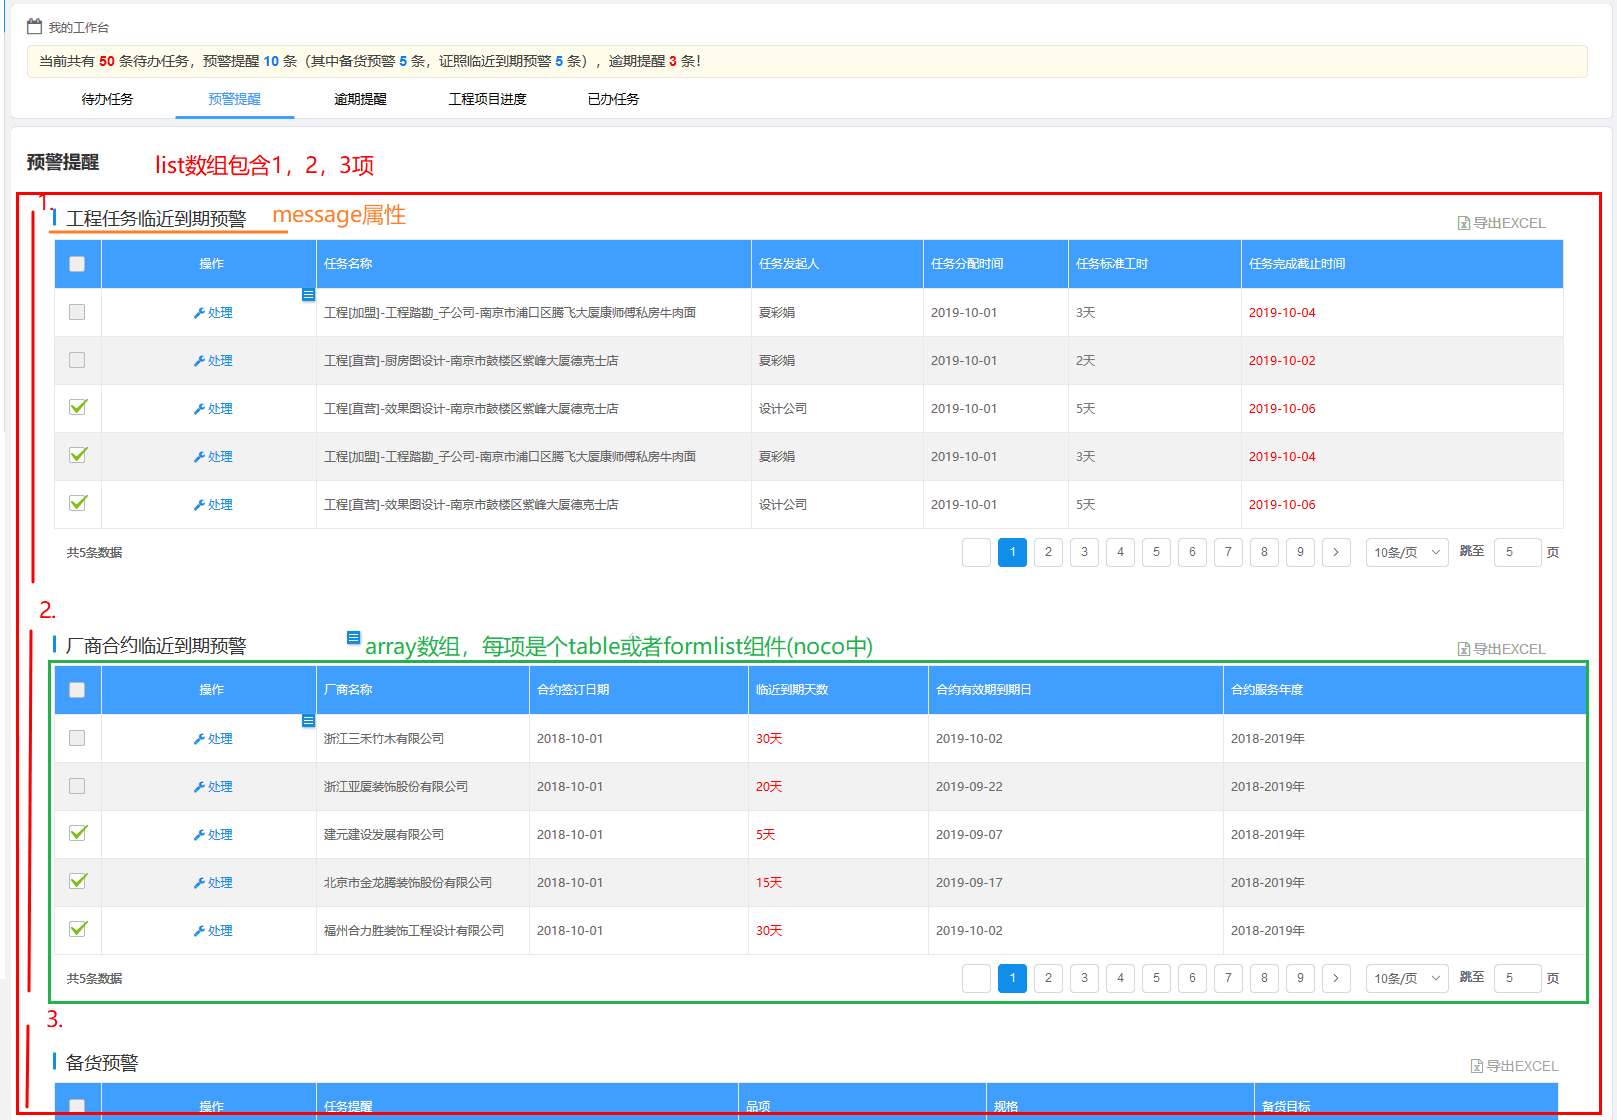 我的工作台
当前共有 50 条待办任务，预警提醒 10 条（其中备货预警 5 条，证照临近到期预警 5 条），逾期提醒 3 条！
待办任务 预警提醒 逾期提醒 工程项目进度 已办任务
预警提醒 list数组包含1，2，3项
1.
工程任务临近到期预警 message属性 导出EXCEL
操作 任务名称 任务发起人 任务分配时间 任务标准工时 任务完成截止时间
处理 工程[加盟]-工程踏勘_子公司-南京市浦口区腾飞大厦康师傅私房牛肉面 夏彩娟 2019-10-01 3天 2019-10-04
处理 工程[直营]-厨房图设计-南京市鼓楼区紫峰大厦德克士店 夏彩娟 2019-10-01 2天 2019-10-02
处理 工程[直营]-效果图设计-南京市鼓楼区紫峰大厦德克士店 设计公司 2019-10-01 5天 2019-10-06
处理 工程[加盟]-工程踏勘_子公司-南京市浦口区腾飞大厦康师傅私房牛肉面 夏彩娟 2019-10-01 3天 2019-10-04
处理 工程[直营]-效果图设计-南京市鼓楼区紫峰大厦德克士店 设计公司 2019-10-01 5天 2019-10-06
共5条数据 1 2 3 4 5 6 7 8 9 > 10条/页 跳至 5 页
2.
厂商合约临近到期预警 array数组，每项是个table或者formlist组件(noco中) 导出EXCEL
操作 厂商名称 合约签订日期 临近到期天数 合约有效期到期日 合约服务年度
处理 浙江三禾竹木有限公司 2018-10-01 30天 2019-10-02 2018-2019年
处理 浙江亚厦装饰股份有限公司 2018-10-01 20天 2019-09-22 2018-2019年
处理 建元建设发展有限公司 2018-10-01 5天 2019-09-07 2018-2019年
处理 北京市金龙腾装饰股份有限公司 2018-10-01 15天 2019-09-17 2018-2019年
处理 福州合力胜装饰工程设计有限公司 2018-10-01 30天 2019-10-02 2018-2019年
共5条数据 1 2 3 4 5 6 7 8 9 > 10条/页 跳至 5 页
3.
备货预警 导出EXCEL
操作 任务提醒 品项 规格 备货目标